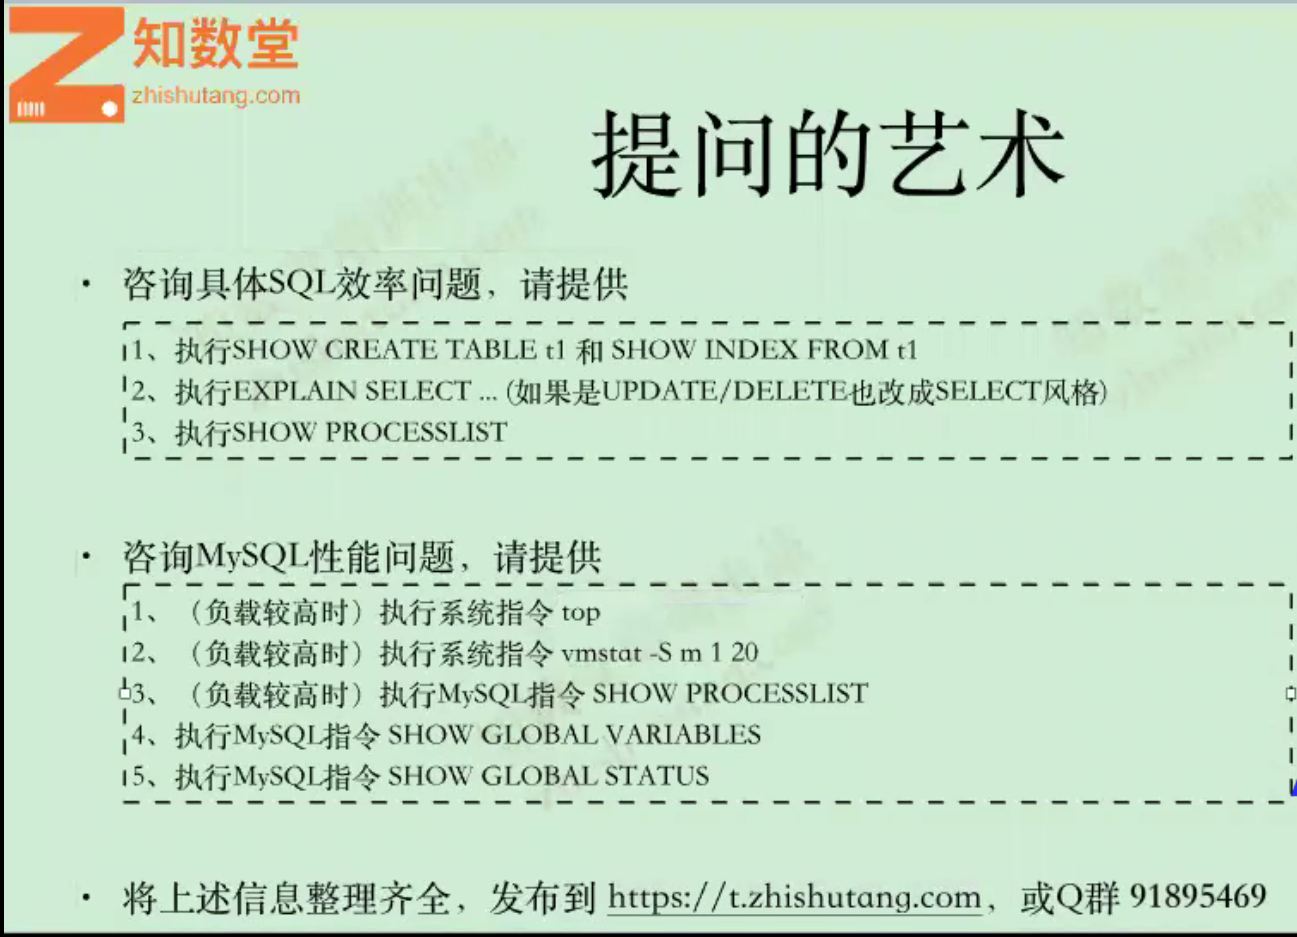 知数堂
zhishutang.com
提问的艺术
• 咨询具体SQL效率问题，请提供
1、执行SHOW CREATE TABLE t1 和 SHOW INDEX FROM t1
2、执行EXPLAIN SELECT ... (如果是UPDATE/DELETE也改成SELECT风格)
3、执行SHOW PROCESSLIST
• 咨询MySQL性能问题，请提供
1、（负载较高时）执行系统指令 top
2、（负载较高时）执行系统指令 vmstat -S m 1 20
3、（负载较高时）执行MySQL指令 SHOW PROCESSLIST
4、执行MySQL指令 SHOW GLOBAL VARIABLES
5、执行MySQL指令 SHOW GLOBAL STATUS
• 将上述信息整理齐全，发布到 https://t.zhishutang.com，或Q群 91895469